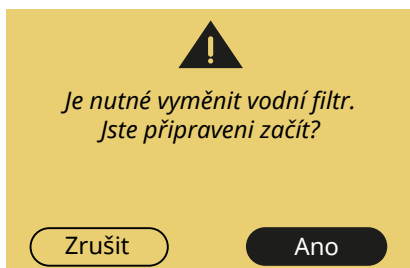 Je nutné vyměnit vodní filtr.
Jste připraveni začít?
Zrušit
Ano